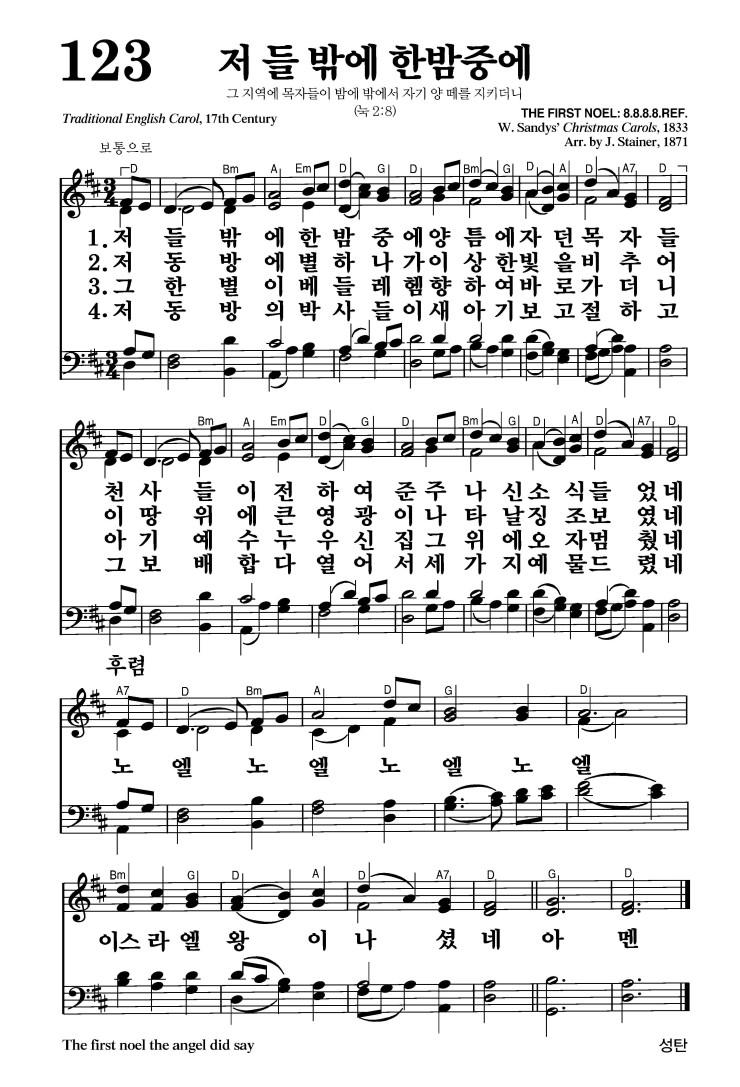 123 저 들 밖에 한밤중에
그 지역에 목자들이 밤에 밖에서 자기 양 떼를 지키더니
(눅 2:8)
Traditional English Carol, 17th Century
THE FIRST NOEL: 8.8.8.8.REF.
W. Sandys' Christmas Carols, 1833
Arr. by J. Stainer, 1871
보통으로
D Bm A Em D G D Bm G D A D A7 D
3 4
1. 저 들 밖 에 한 밤 중 에 양 틈 에 자 던 목 자 들
2. 저 동 방 에 별 하 나 가 이 상 한 빛 을 비 추 어
3. 그 한 별 이 베 들 레 헴 향 하 여 바 로 가 더 니
4. 저 동 방 의 박 사 들 이 새 아 기 보 고 절 하 고
3 4
Bm A Em D G D Bm G D A D A7 D
천 사 들 이 전 하 여 준 주 나 신 소 식 들 었 네
이 땅 위 에 큰 영 광 이 나 타 날 징 조 보 였 네
아 기 예 수 누 우 신 집 그 위 에 오 자 멈 췄 네
그 보 배 합 다 열 어 서 세 가 지 예 물 드 렸 네
후렴
A7 D Bm A D G D
노 엘 노 엘 노 엘 노 엘
Bm G D A D A7 D G D
이 스 라 엘 왕 이 나 셨 네 아 멘
The first noel the angel did say
성탄